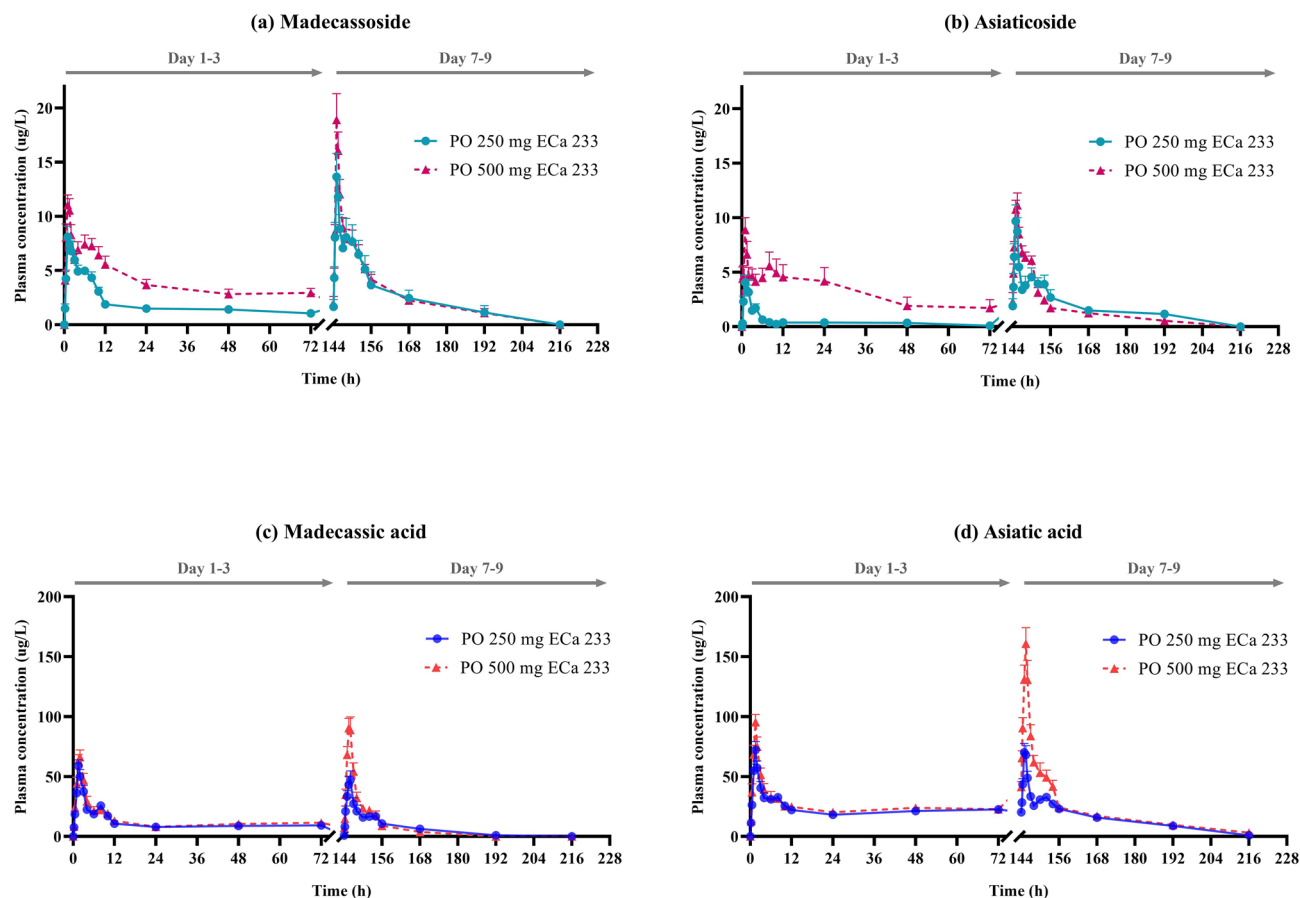 (a) Madecassoside
Day 1-3
Day 7-9
Plasma concentration (ug/L)
20
15
10
5
0
PO 250 mg ECa 233
PO 500 mg ECa 233
0 12 24 36 48 60 72 144 156 168 180 192 204 216 228
Time (h)
(b) Asiaticoside
Day 1-3
Day 7-9
Plasma concentration (ug/L)
20
15
10
5
0
PO 250 mg ECa 233
PO 500 mg ECa 233
0 12 24 36 48 60 72 144 156 168 180 192 204 216 228
Time (h)
(c) Madecassic acid
Day 1-3
Day 7-9
Plasma concentration (ug/L)
200
150
100
50
0
PO 250 mg ECa 233
PO 500 mg ECa 233
0 12 24 36 48 60 72 144 156 168 180 192 204 216 228
Time (h)
(d) Asiatic acid
Day 1-3
Day 7-9
Plasma concentration (ug/L)
200
150
100
50
0
PO 250 mg ECa 233
PO 500 mg ECa 233
0 12 24 36 48 60 72 144 156 168 180 192 204 216 228
Time (h)